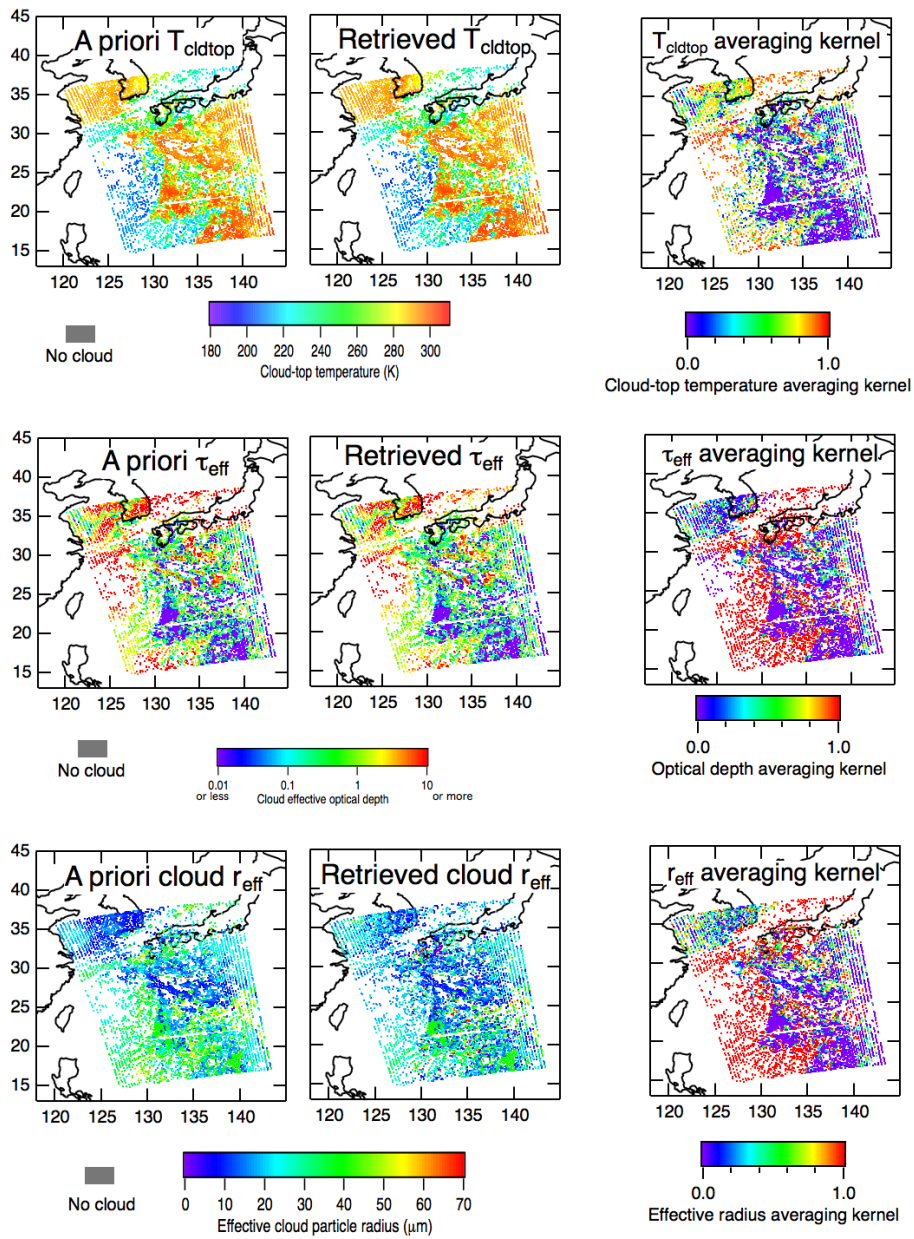 A priori Tcldtop
Retrieved Tcldtop
Tcldtop averaging kernel
45
40
35
30
25
20
15
120 125 130 135 140
120 125 130 135 140
120 125 130 135 140
No cloud
180 200 220 240 260 280 300
Cloud-top temperature (K)
0.0 1.0
Cloud-top temperature averaging kernel
A priori τeff
Retrieved τeff
τeff averaging kernel
45
40
35
30
25
20
15
120 125 130 135 140
120 125 130 135 140
120 125 130 135 140
No cloud
0.01 0.1 1 10
or less or more
Cloud effective optical depth
0.0 1.0
Optical depth averaging kernel
A priori cloud reff
Retrieved cloud reff
reff averaging kernel
45
40
35
30
25
20
15
120 125 130 135 140
120 125 130 135 140
120 125 130 135 140
No cloud
0 10 20 30 40 50 60 70
Effective cloud particle radius (μm)
0.0 1.0
Effective radius averaging kernel